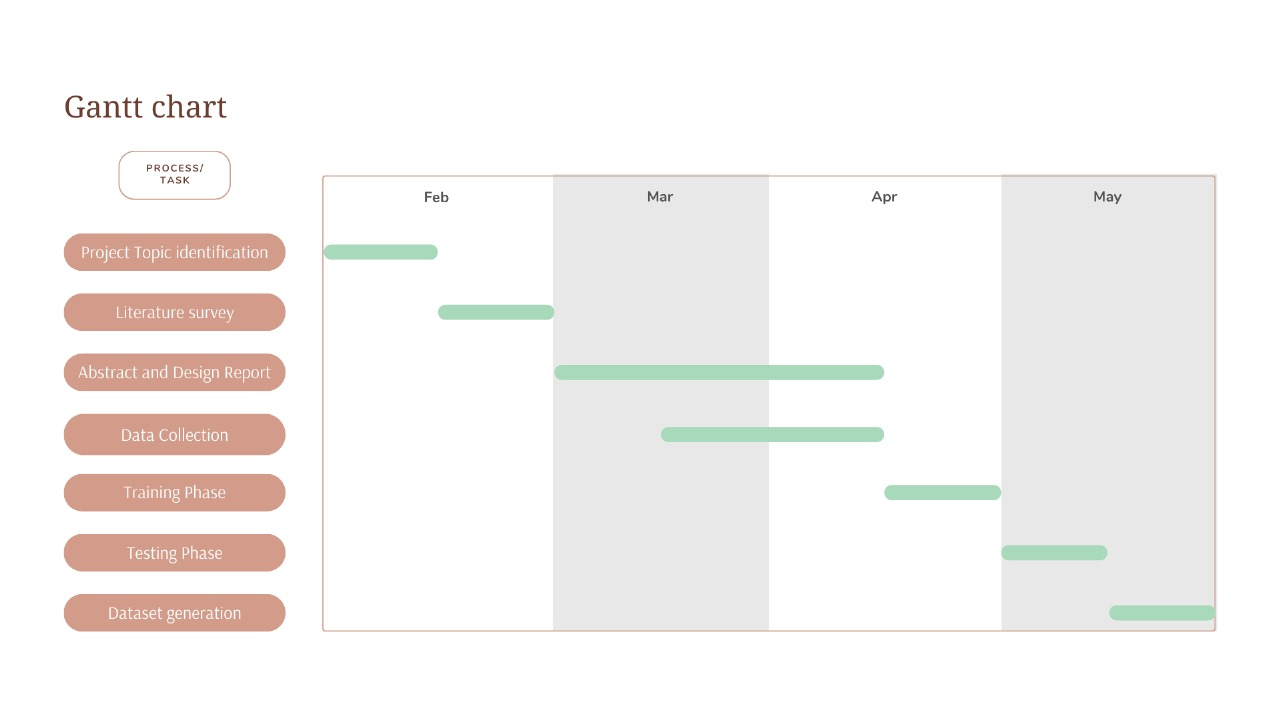 Gantt chart
PROCESS/
TASK
Feb Mar Apr May
Project Topic identification
Literature survey
Abstract and Design Report
Data Collection
Training Phase
Testing Phase
Dataset generation